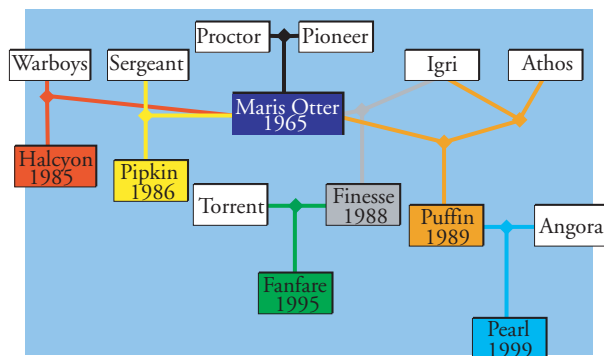 Proctor
Pioneer
Warboys
Sergeant
Igri
Athos
Maris Otter
1965
Halcyon
1985
Pipkin
1986
Torrent
Finesse
1988
Puffin
1989
Angora
Fanfare
1995
Pearl
1999